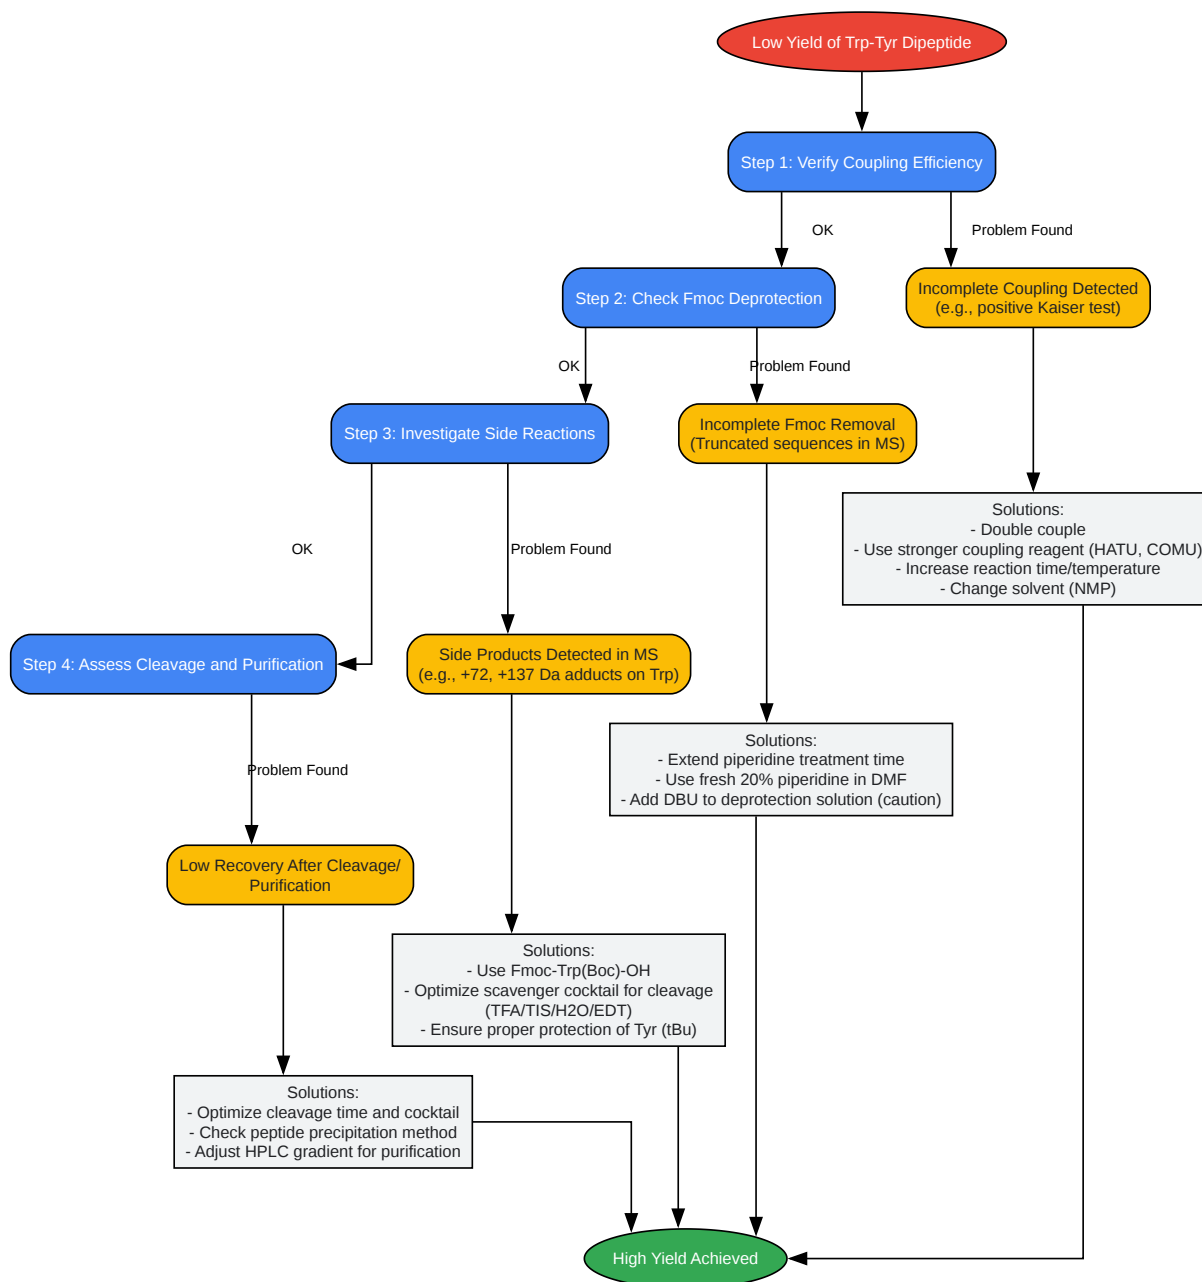 Low Yield of Trp-Tyr Dipeptide
Step 1: Verify Coupling Efficiency
OK
Problem Found
Step 2: Check Fmoc Deprotection
Incomplete Coupling Detected
(e.g., positive Kaiser test)
OK
Problem Found
Step 3: Investigate Side Reactions
Incomplete Fmoc Removal
(Truncated sequences in MS)
Solutions:
- Double couple
- Use stronger coupling reagent (HATU, COMU)
- Increase reaction time/temperature
- Change solvent (NMP)
OK
Problem Found
Step 4: Assess Cleavage and Purification
Side Products Detected in MS
(e.g., +72, +137 Da adducts on Trp)
Solutions:
- Extend piperidine treatment time
- Use fresh 20% piperidine in DMF
- Add DBU to deprotection solution (caution)
Problem Found
Low Recovery After Cleavage/
Purification
Solutions:
- Use Fmoc-Trp(Boc)-OH
- Optimize scavenger cocktail for cleavage
(TFA/TIS/H2O/EDT)
- Ensure proper protection of Tyr (tBu)
Solutions:
- Optimize cleavage time and cocktail
- Check peptide precipitation method
- Adjust HPLC gradient for purification
High Yield Achieved